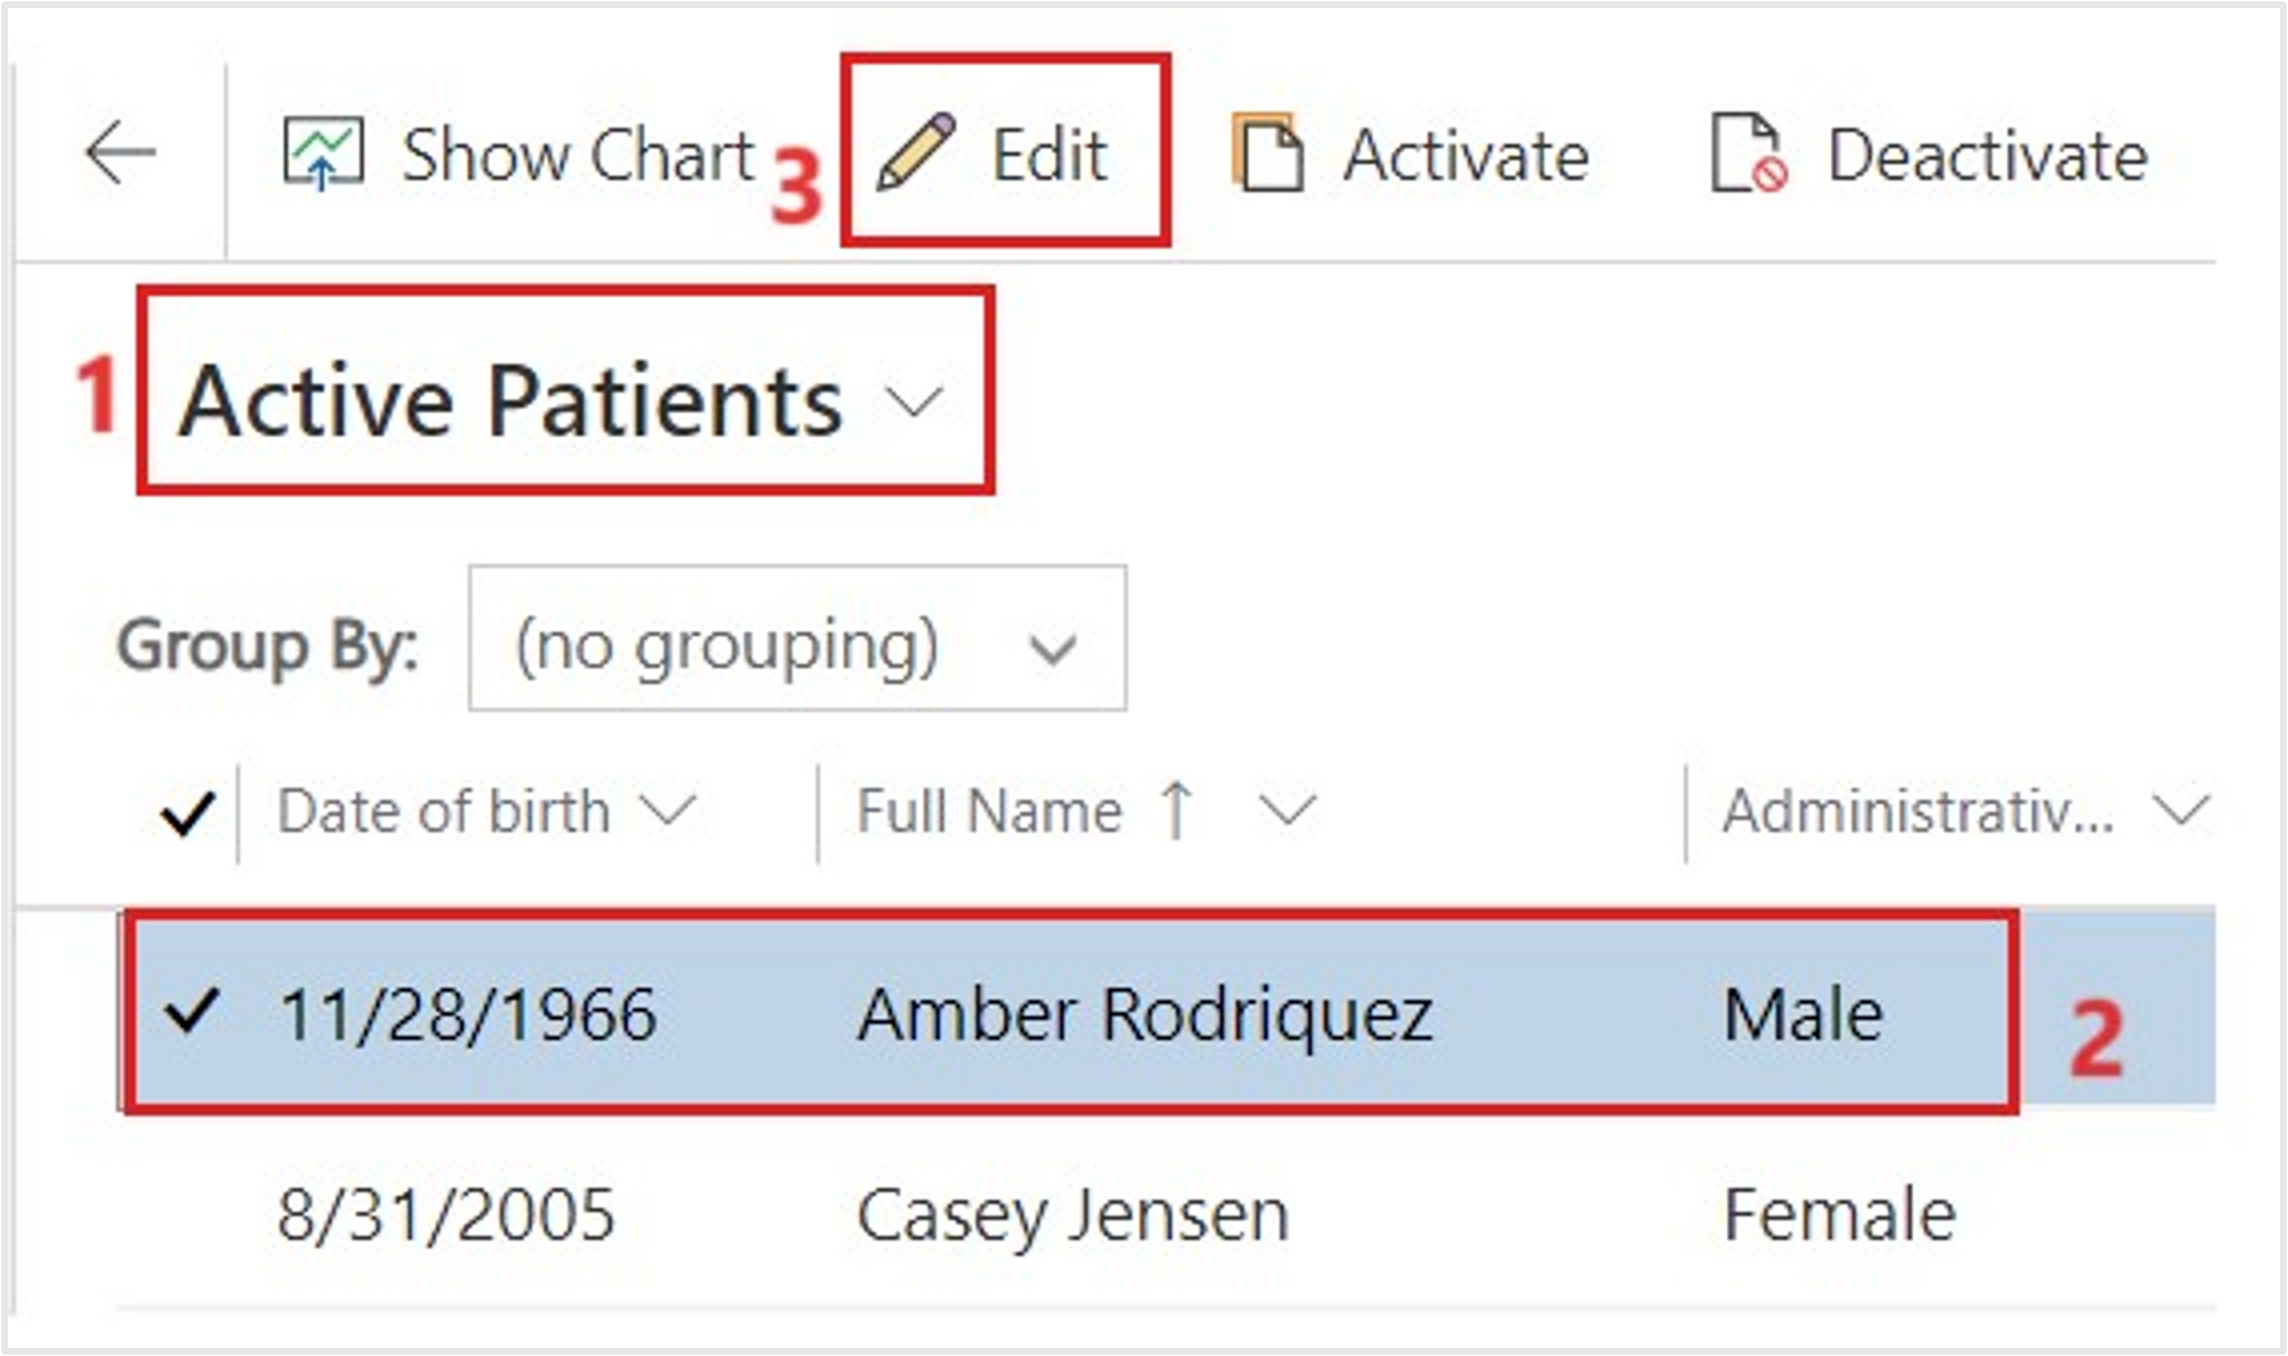 Show Chart 3 Edit Activate Deactivate
1 Active Patients
Group By: (no grouping)
Date of birth Full Name ↑ Administrativ...
11/28/1966 Amber Rodriquez Male 2
8/31/2005 Casey Jensen Female